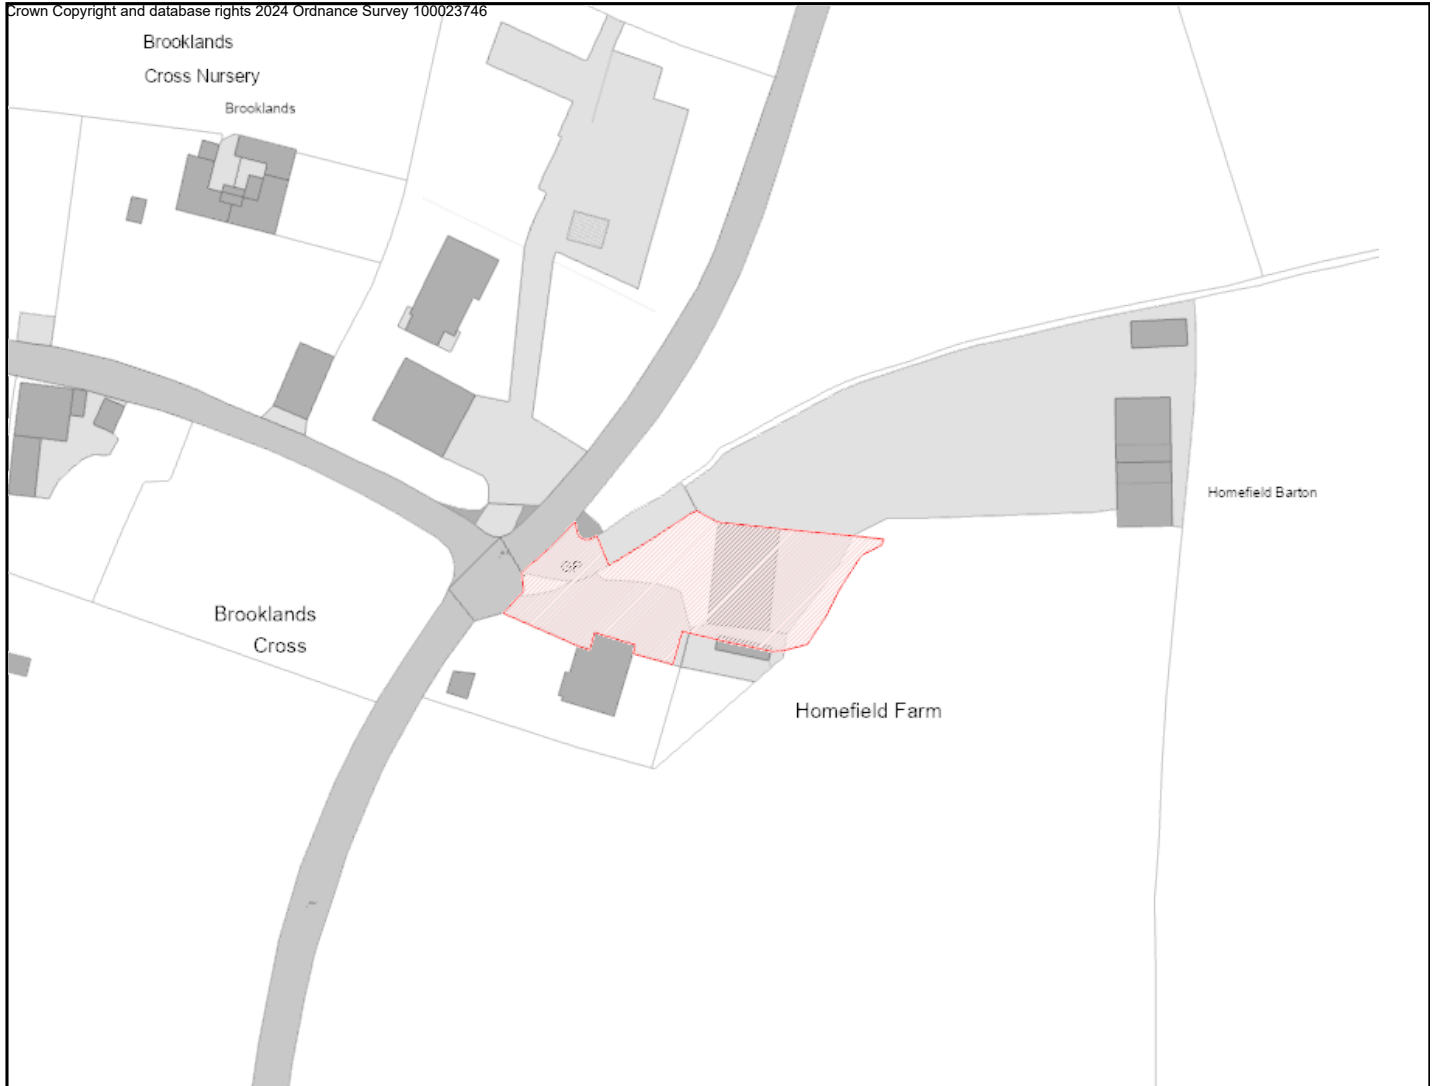 Crown Copyright and database rights 2024 Ordnance Survey 100023746
Brooklands
Cross Nursery
Brooklands
Homefield Barton
GP
Brooklands
Cross
Homefield Farm